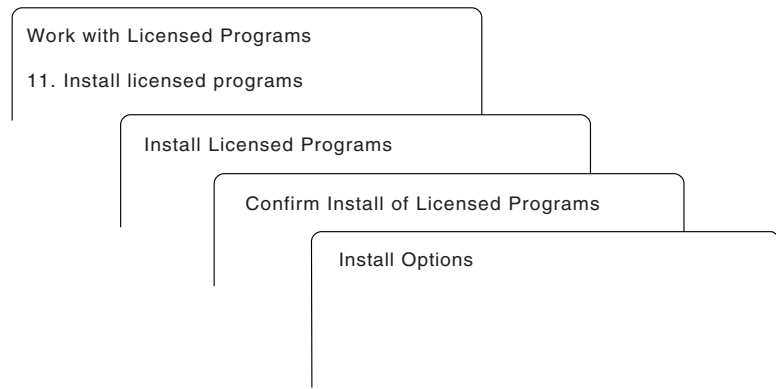 Work with Licensed Programs
11. Install licensed programs
Install Licensed Programs
Confirm Install of Licensed Programs
Install Options